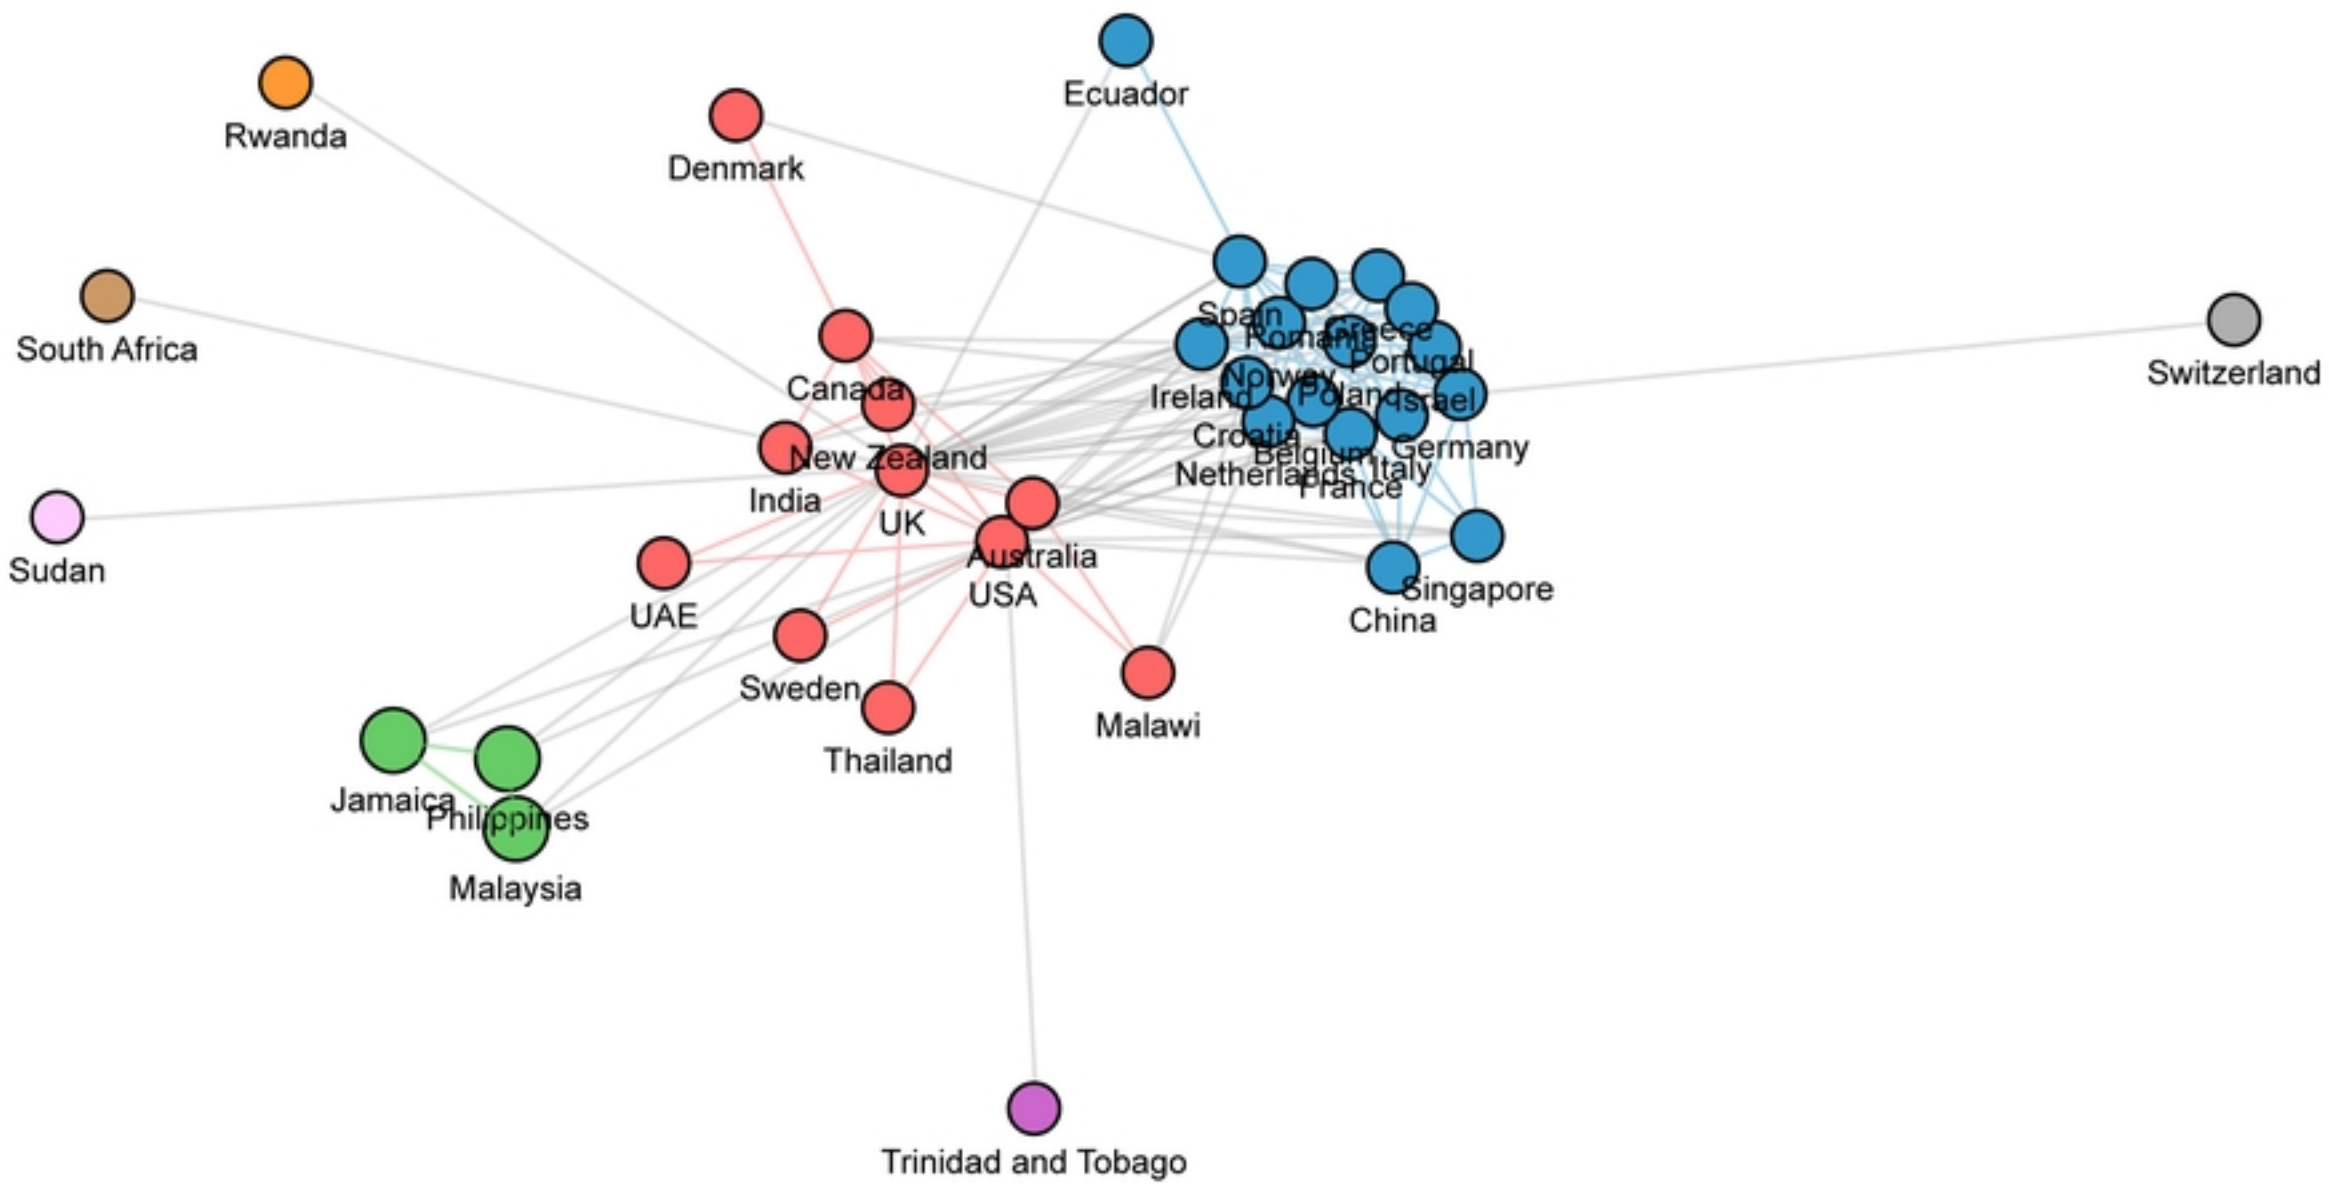 Ecuador
Rwanda
Denmark
Spain
Romania
Greece
South Africa
Portugal
Switzerland
Canada
Norway
Ireland
Poland
Israel
Croatia
Germany
New Zealand
Belgium
Italy
Netherlands
France
India
UK
Australia
Sudan
USA
Singapore
UAE
China
Sweden
Malawi
Thailand
Jamaica
Philippines
Malaysia
Trinidad and Tobago